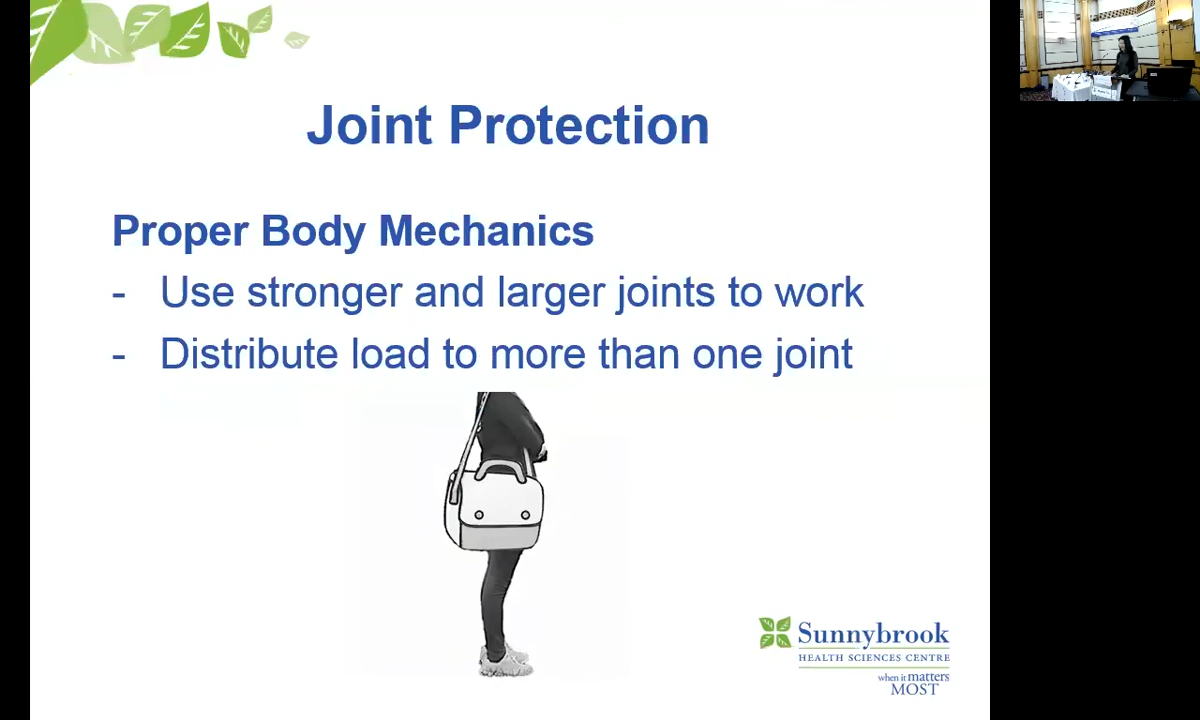 Joint Protection
Proper Body Mechanics
- Use stronger and larger joints to work
- Distribute load to more than one joint
Sunnybrook
HEALTH SCIENCES CENTRE
when it matters
MOST